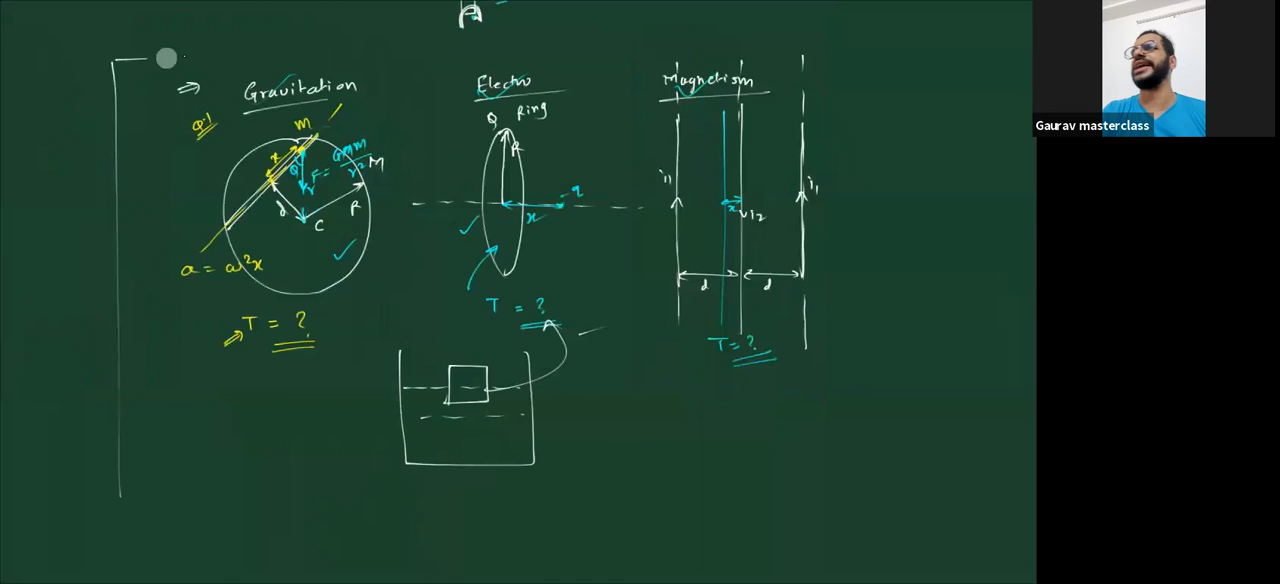 ⇒ Gravitation
Q.1
m
x
θ
F = GMm/r²
M
r
d
R
C
a = ω²x
T = ?
Electro
Q Ring
R
-q
x
T = ?
Magnetism
i₁
x
i₂
i₁
d
d
T = ?
Gaurav masterclass